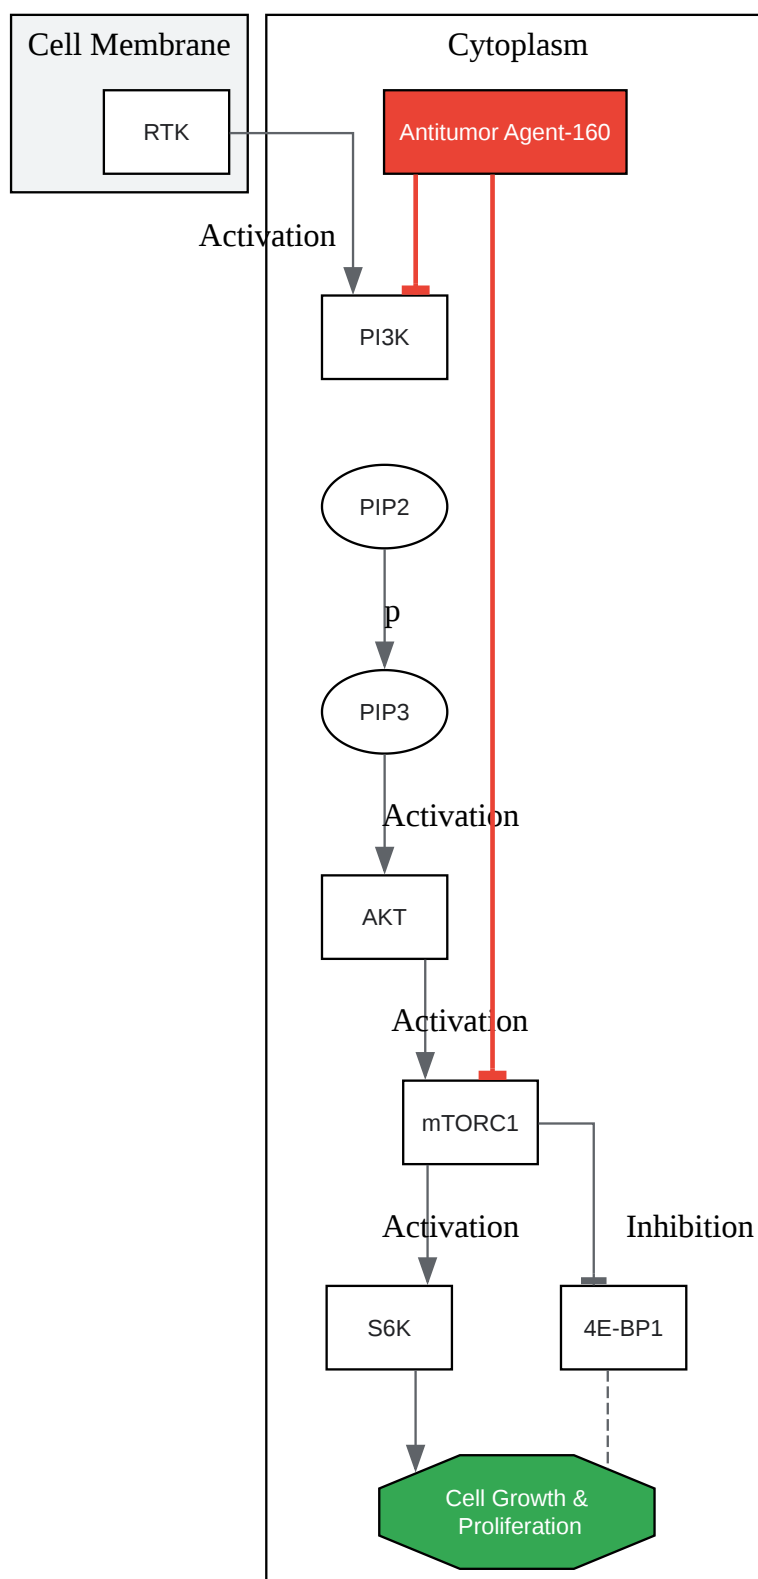 Cell Membrane
Cytoplasm
RTK
Antitumor Agent-160
Activation
PI3K
PIP2
p
PIP3
Activation
AKT
Activation
mTORC1
Activation
Inhibition
S6K
4E-BP1
Cell Growth &
Proliferation